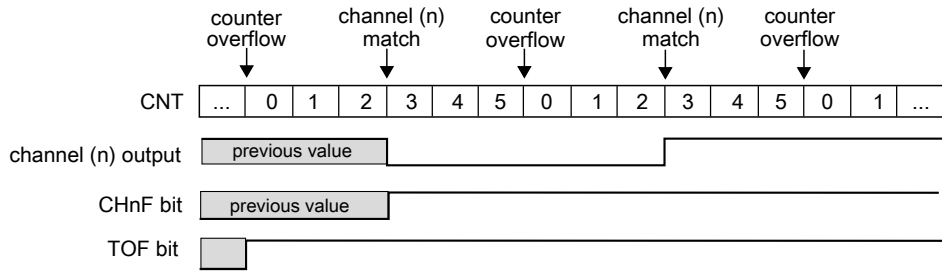 counter overflow
channel (n) match
counter overflow
channel (n) match
counter overflow
CNT ... 0 1 2 3 4 5 0 1 2 3 4 5 0 1 ...
channel (n) output previous value
CHnF bit previous value
TOF bit